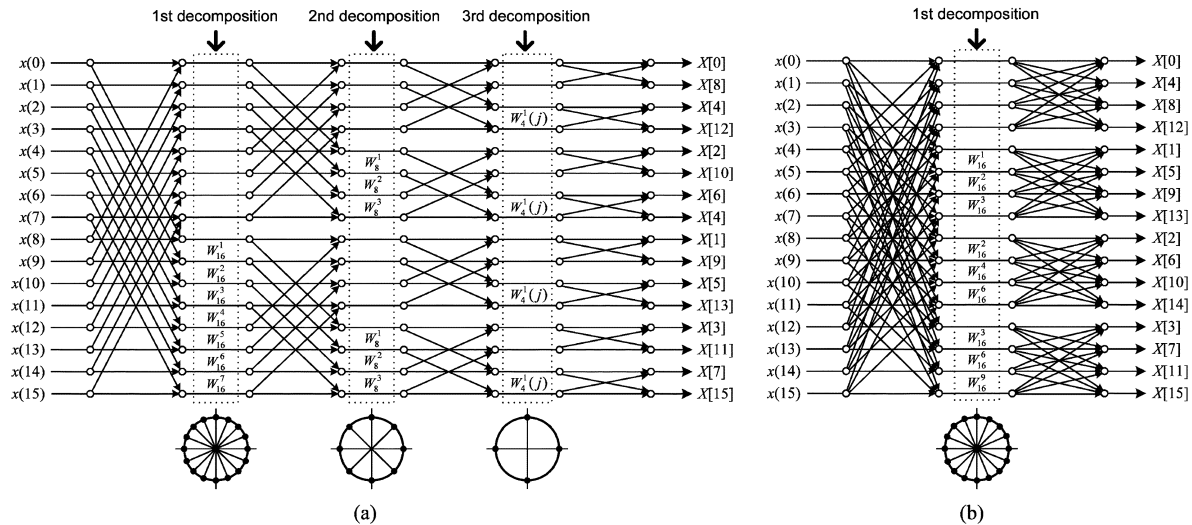 1st decomposition 2nd decomposition 3rd decomposition 1st decomposition
x(0) X[0] x(0) X[0]
x(1) X[8] x(1) X[4]
x(2) X[4] x(2) X[8]
W_4^1(j)
x(3) X[12] x(3) X[12]
x(4) X[2] x(4) X[1]
W_8^1 W_16^1
x(5) X[10] x(5) X[5]
W_8^2 W_16^2
x(6) X[6] x(6) X[9]
W_8^3 W_4^1(j) W_16^3
x(7) X[4] x(7) X[13]
x(8) X[1] x(8) X[2]
W_16^1 W_16^2
x(9) X[9] x(9) X[6]
W_16^2 W_16^4
x(10) X[5] x(10) X[10]
W_16^3 W_4^1(j) W_16^6
x(11) X[13] x(11) X[14]
W_16^4
x(12) X[3] x(12) X[3]
W_16^5 W_8^1 W_16^3
x(13) X[11] x(13) X[7]
W_16^6 W_8^2 W_16^6
x(14) X[7] x(14) X[11]
W_16^7 W_8^3 W_4^1(j) W_16^9
x(15) X[15] x(15) X[15]
(a) (b)